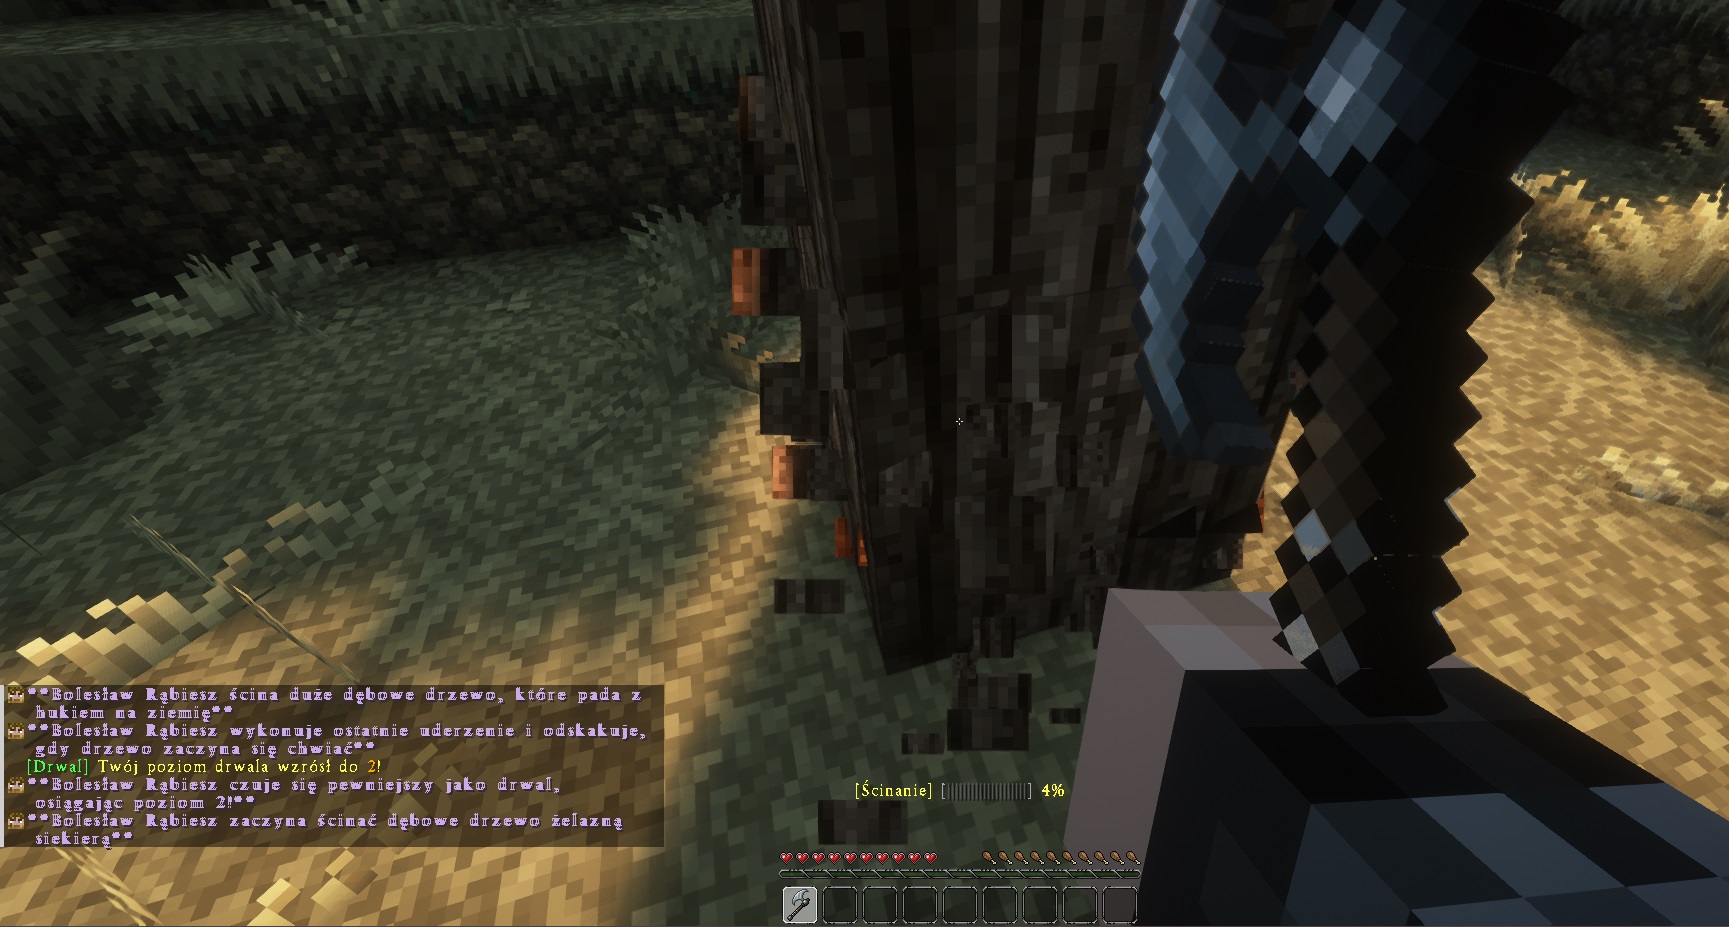 **Bolesław Rąbiesz ścina duże dębowe drzewo, które pada z
hukiem na ziemię**
**Bolesław Rąbiesz wykonuje ostatnie uderzenie i odskakuje,
gdy drzewo zaczyna się chwiać**
[Drwal] Twój poziom drwala wzrósł do 2!
**Bolesław Rąbiesz czuje się pewniejszy jako drwal,
osiągając poziom 2!**
**Bolesław Rąbiesz zaczyna ścinać dębowe drzewo żelazną
siekierą**
[Ścinanie] [||||||||||||||||||||] 4%